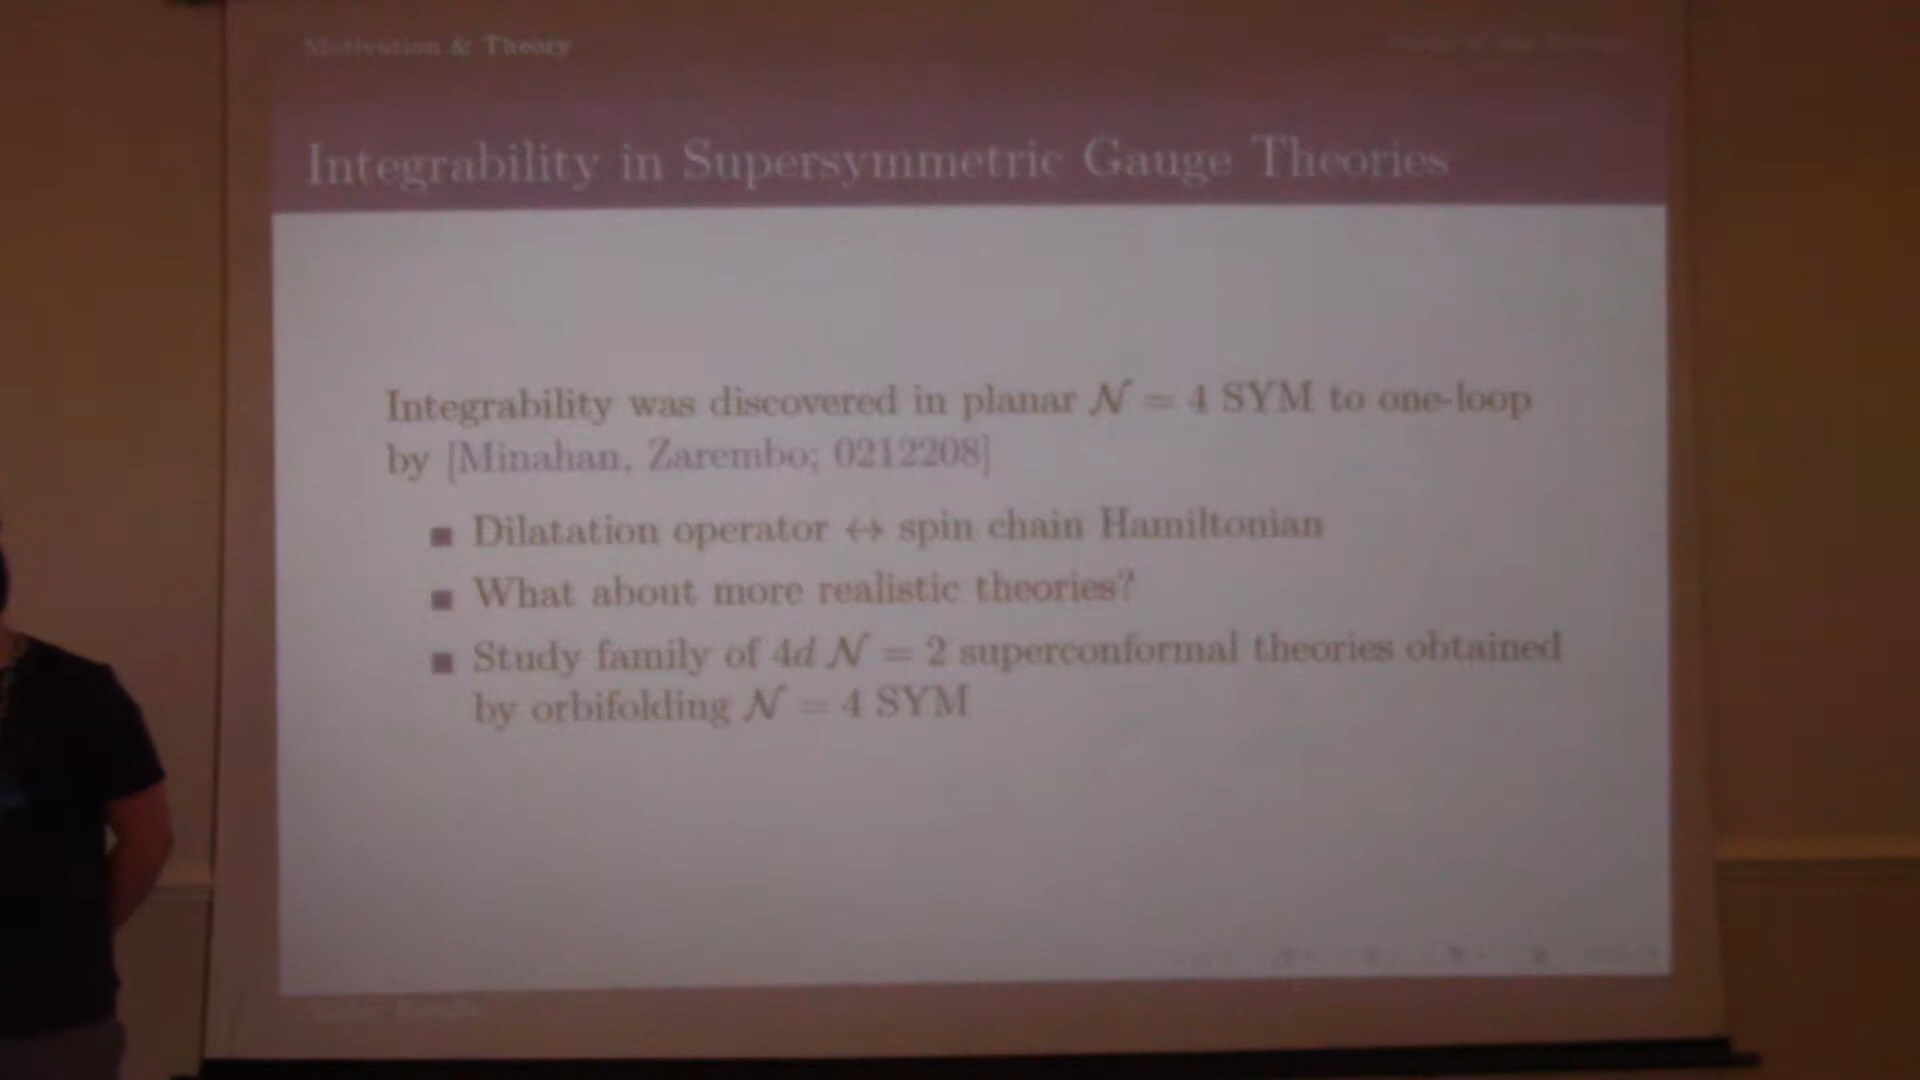 Motivation & Theory
Integrability in Supersymmetric Gauge Theories
Integrability was discovered in planar 𝒩 = 4 SYM to one-loop
by [Minahan, Zarembo; 0212208]
Dilatation operator ↔ spin chain Hamiltonian
What about more realistic theories?
Study family of 4d 𝒩 = 2 superconformal theories obtained
by orbifolding 𝒩 = 4 SYM